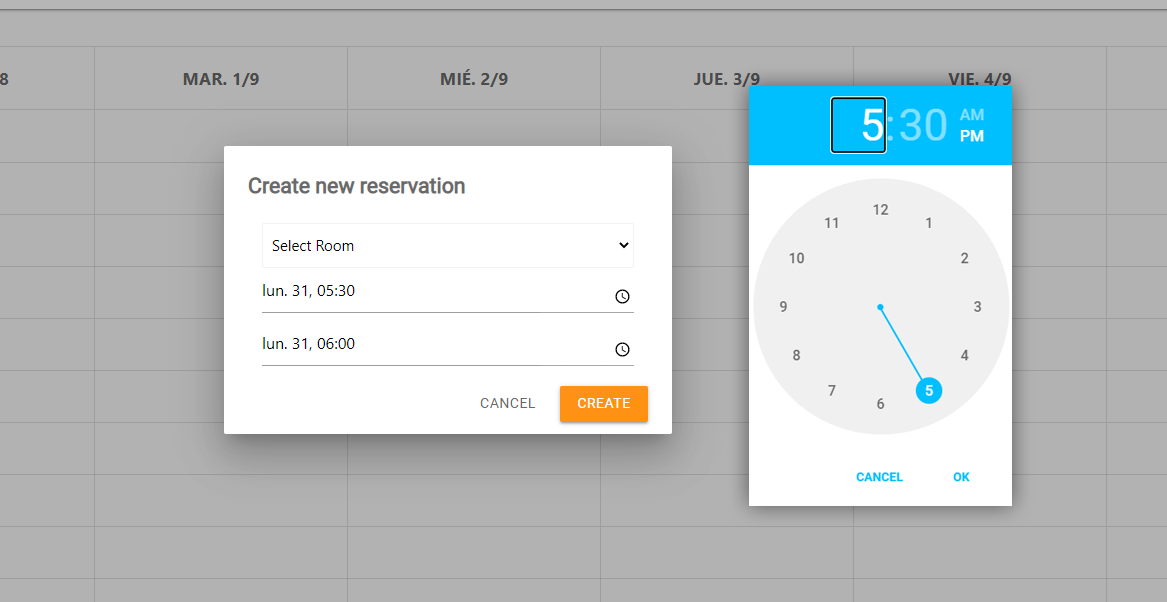 8
MAR. 1/9
MIÉ. 2/9
JUE. 3/9
VIE. 4/9
Create new reservation
Select Room
lun. 31, 05:30
lun. 31, 06:00
CANCEL
CREATE
5:30
AM
PM
12
1
2
3
4
5
6
7
8
9
10
11
CANCEL
OK